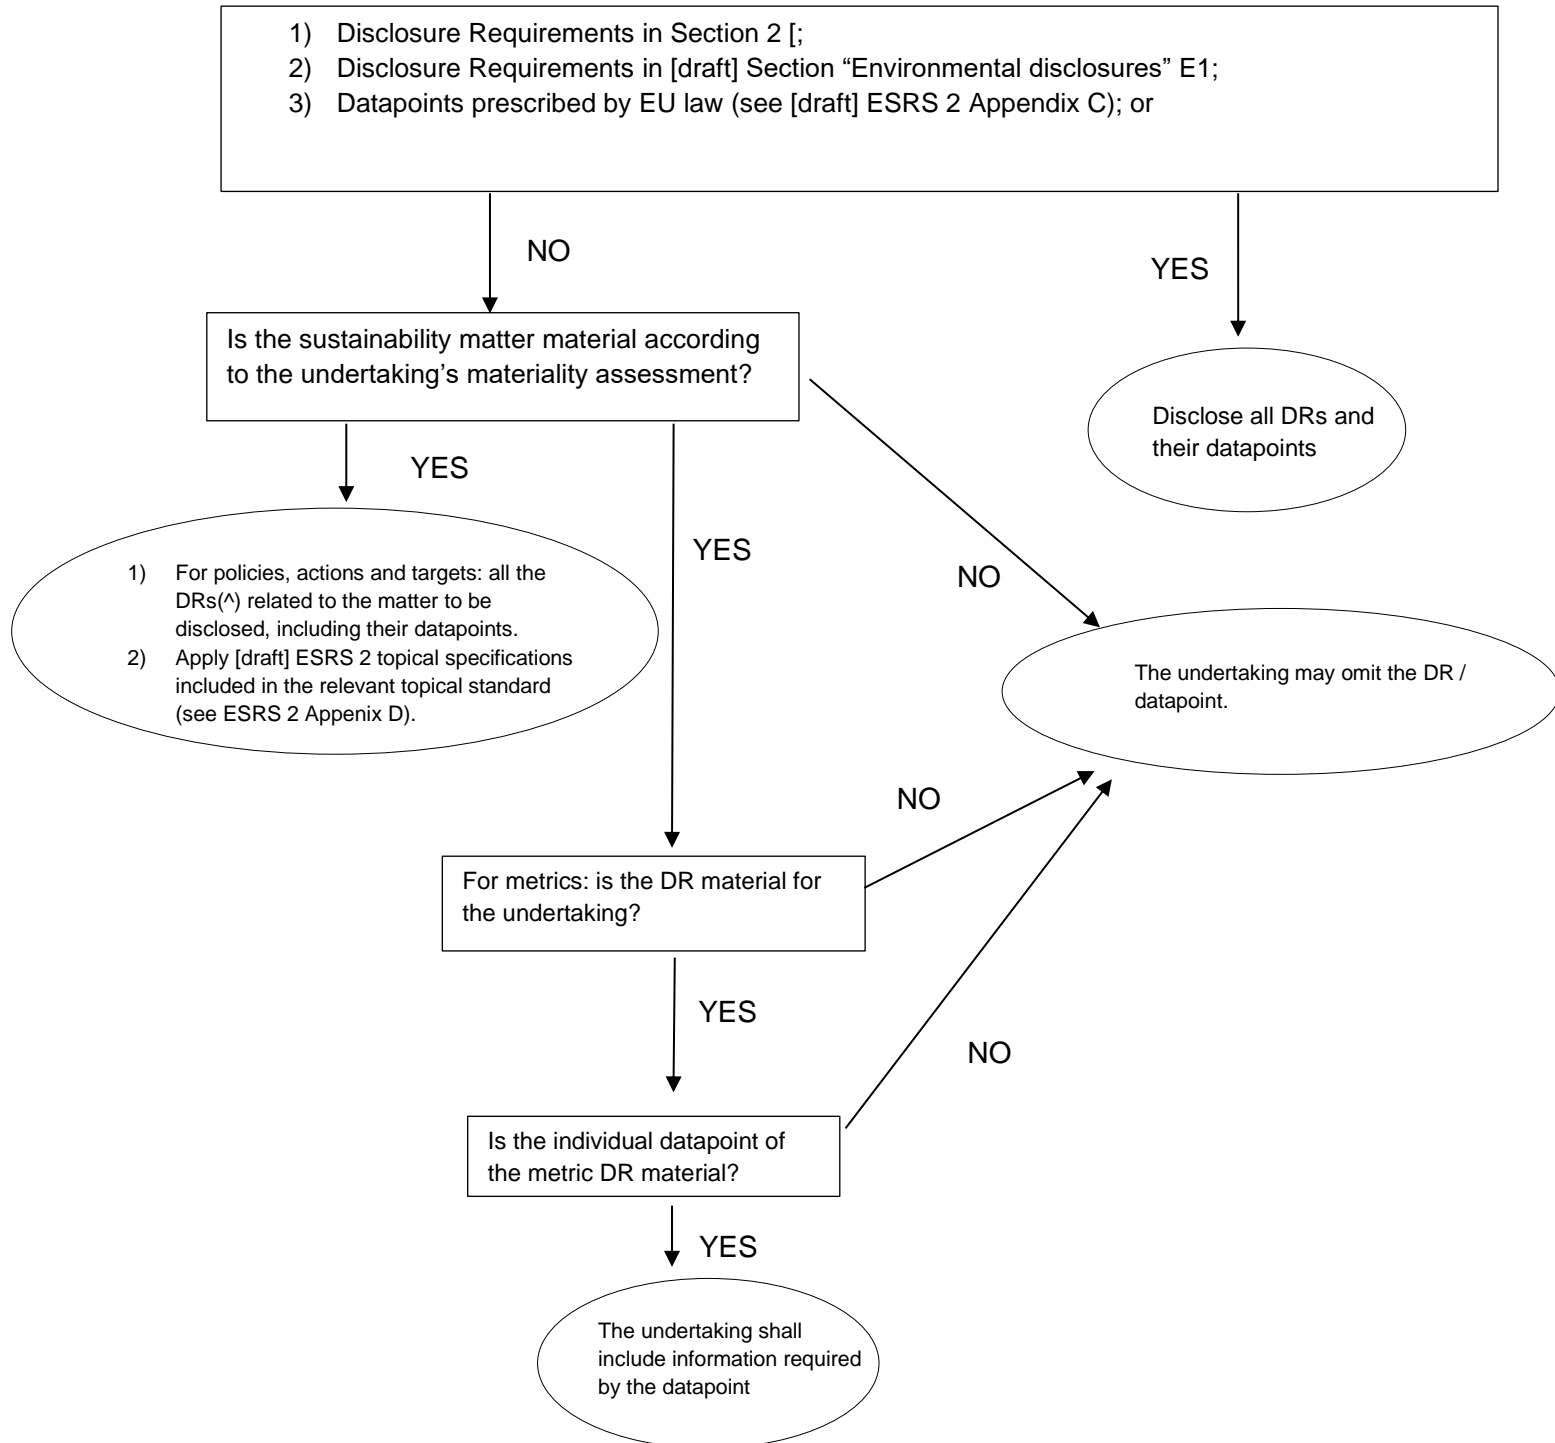 1) Disclosure Requirements in Section 2 [;
2) Disclosure Requirements in [draft] Section “Environmental disclosures” E1;
3) Datapoints prescribed by EU law (see [draft] ESRS 2 Appendix C); or
NO
YES
Is the sustainability matter material according
to the undertaking’s materiality assessment?
Disclose all DRs and
their datapoints
YES
YES
NO
1) For policies, actions and targets: all the
DRs(^) related to the matter to be
disclosed, including their datapoints.
2) Apply [draft] ESRS 2 topical specifications
included in the relevant topical standard
(see ESRS 2 Appenix D).
The undertaking may omit the DR /
datapoint.
NO
For metrics: is the DR material for
the undertaking?
YES
NO
Is the individual datapoint of
the metric DR material?
YES
The undertaking shall
include information required
by the datapoint